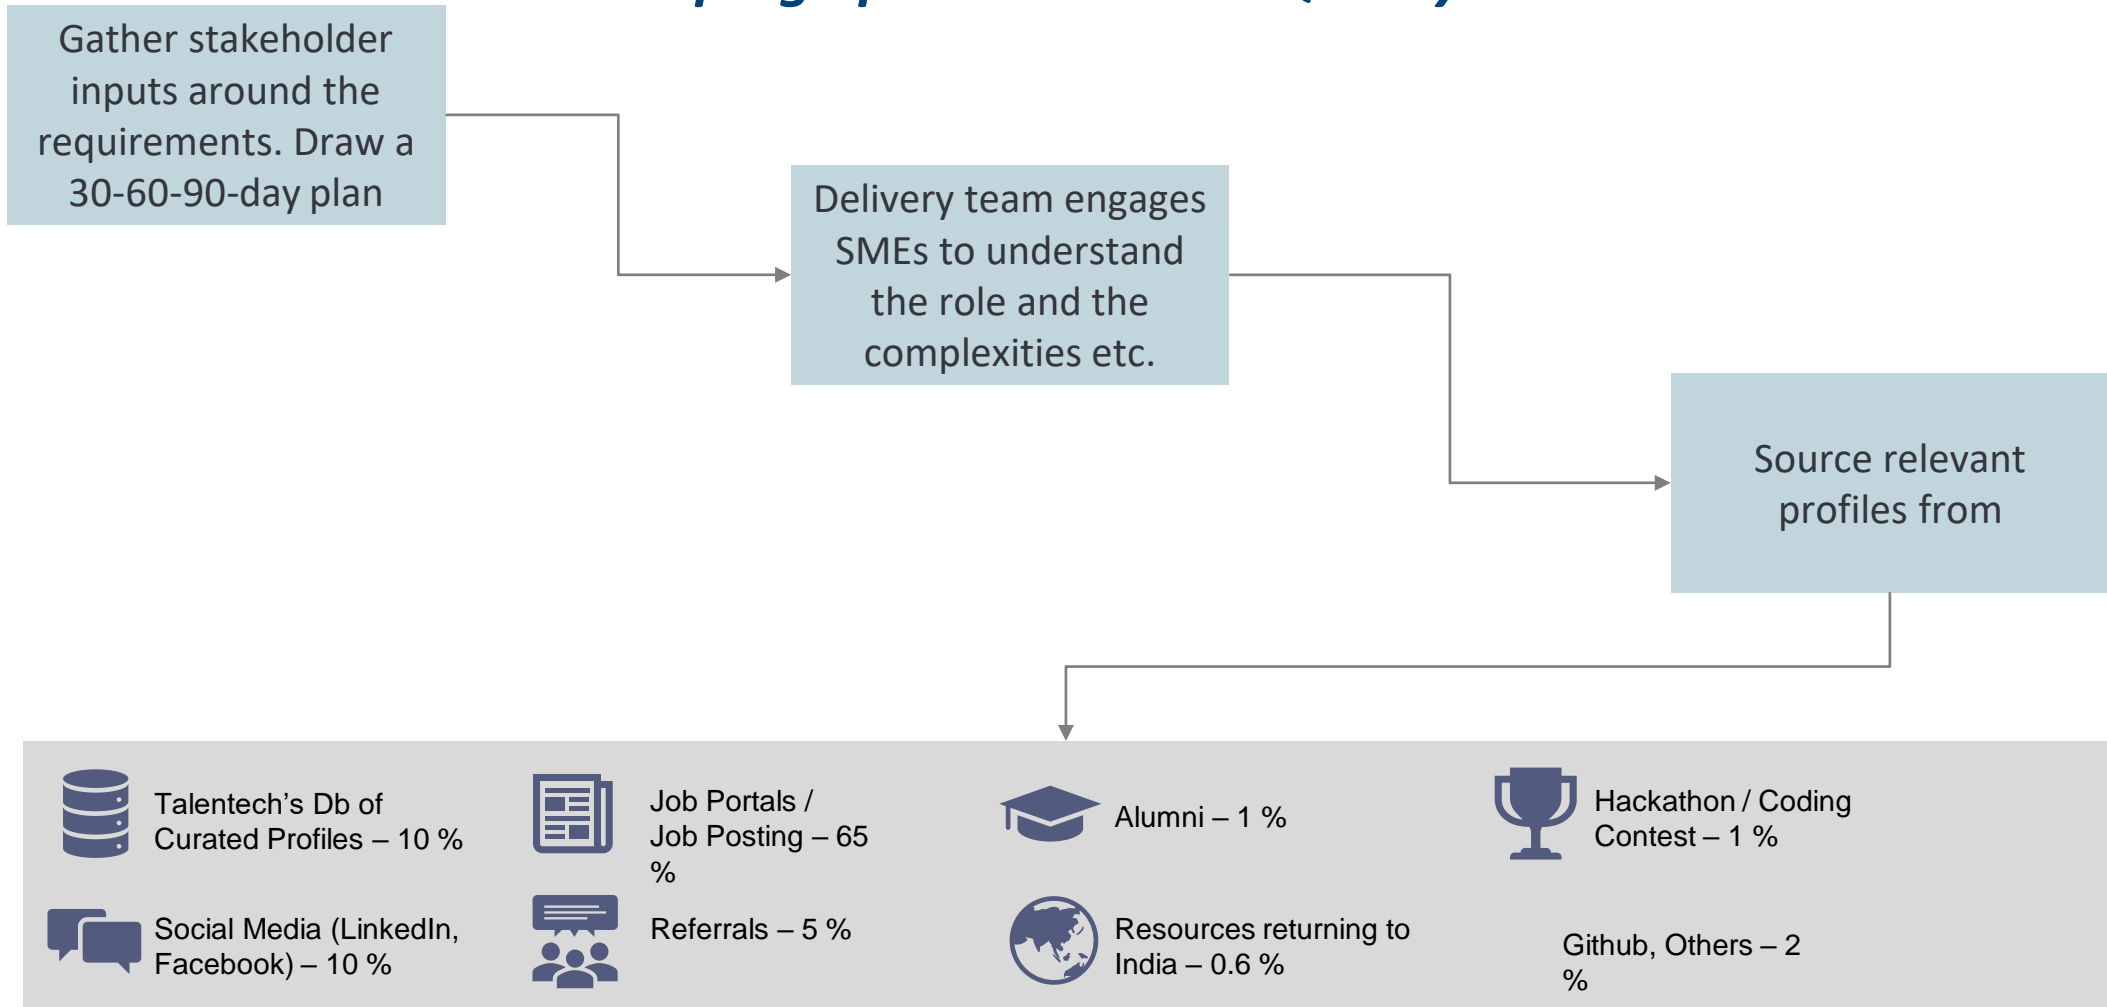 Gather stakeholder
inputs around the
requirements. Draw a
30-60-90-day plan
Delivery team engages
SMEs to understand
the role and the
complexities etc.
Source relevant
profiles from
Talentech’s Db of
Curated Profiles – 10 %
Job Portals /
Job Posting – 65
%
Alumni – 1 %
Hackathon / Coding
Contest – 1 %
Social Media (LinkedIn,
Facebook) – 10 %
Referrals – 5 %
Resources returning to
India – 0.6 %
Github, Others – 2
%